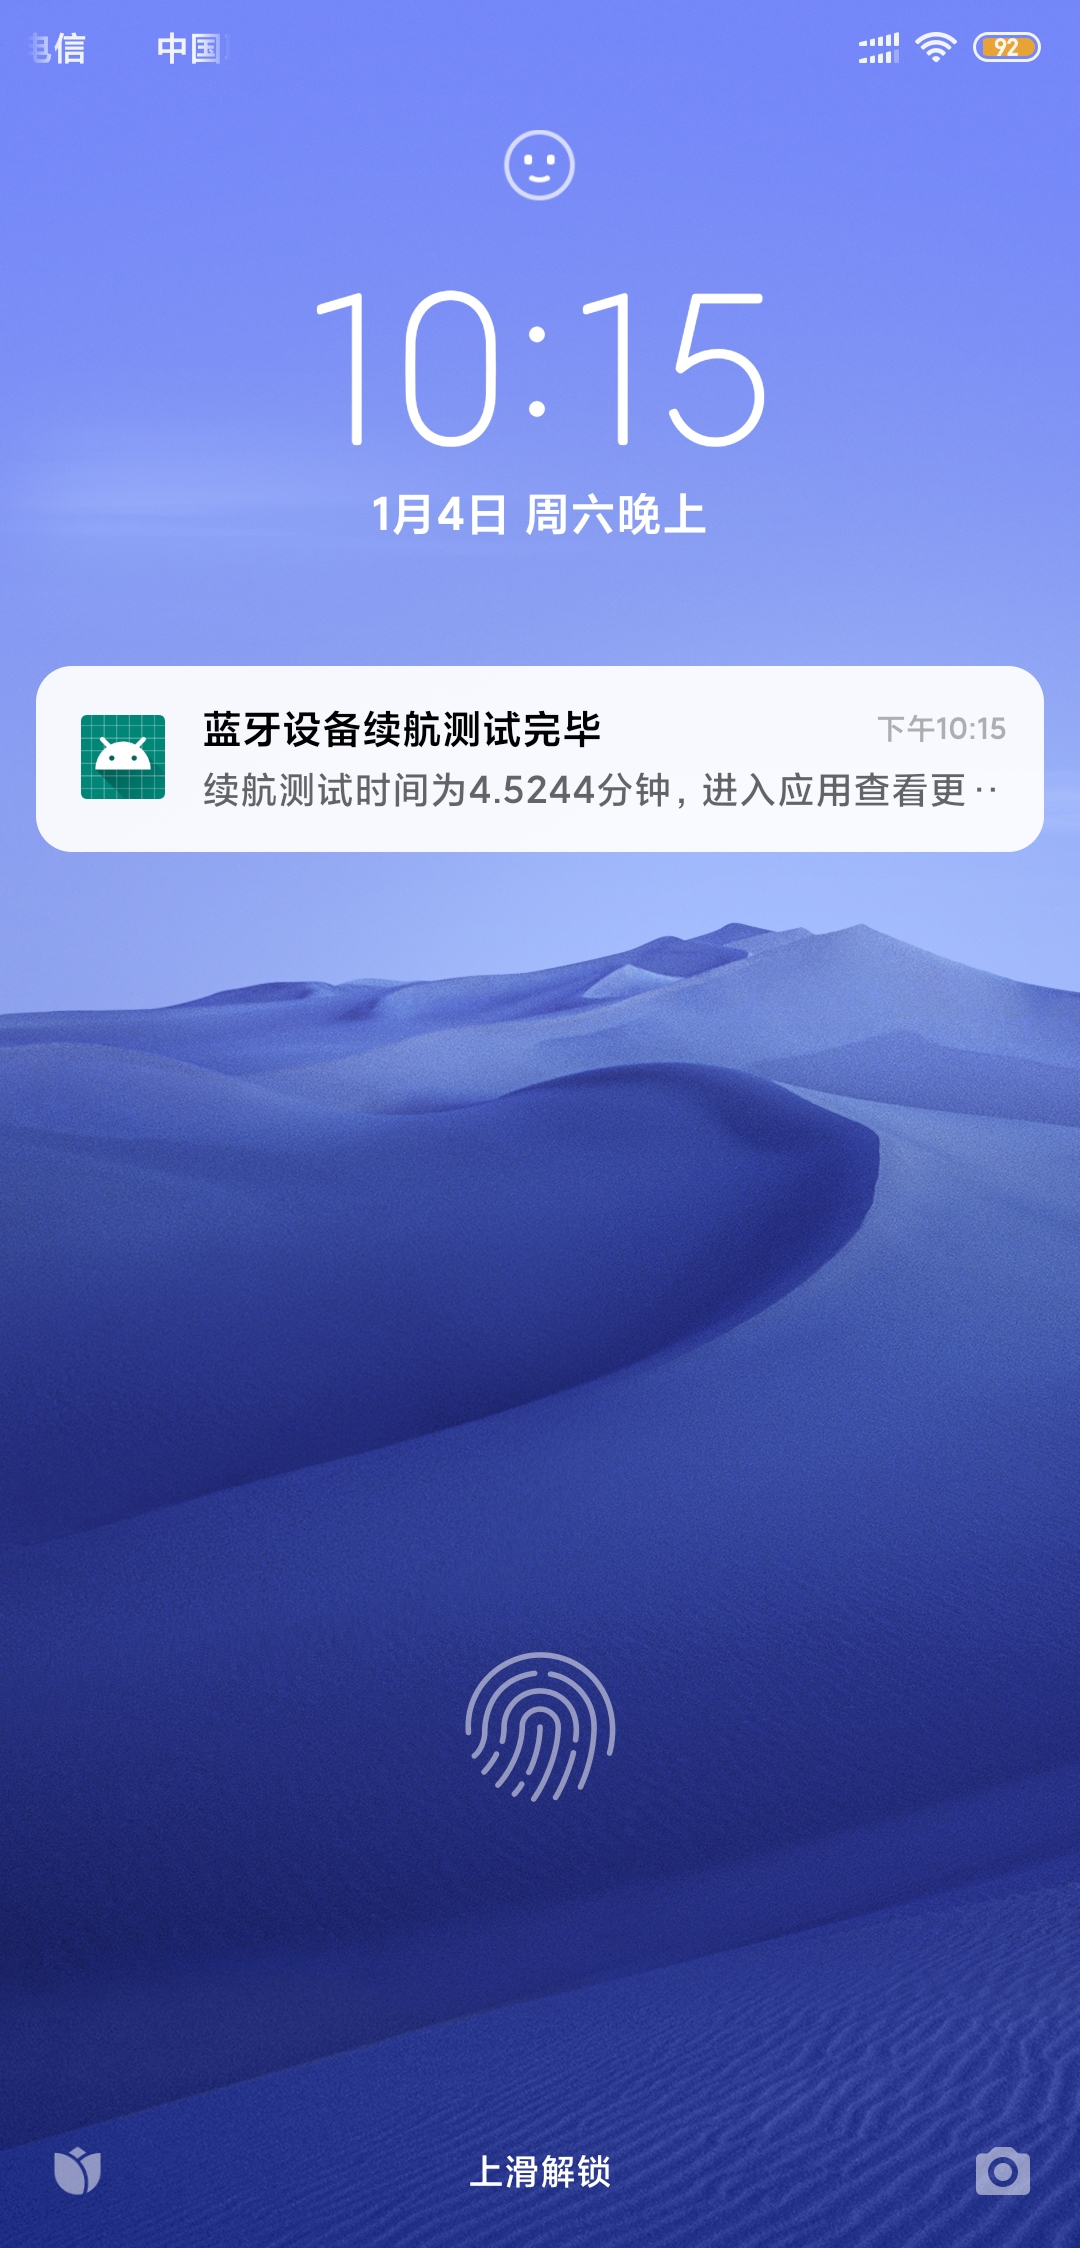 电信 中国
92
10:15
1月4日 周六晚上
蓝牙设备续航测试完毕 下午10:15
续航测试时间为4.5244分钟，进入应用查看更··
上滑解锁